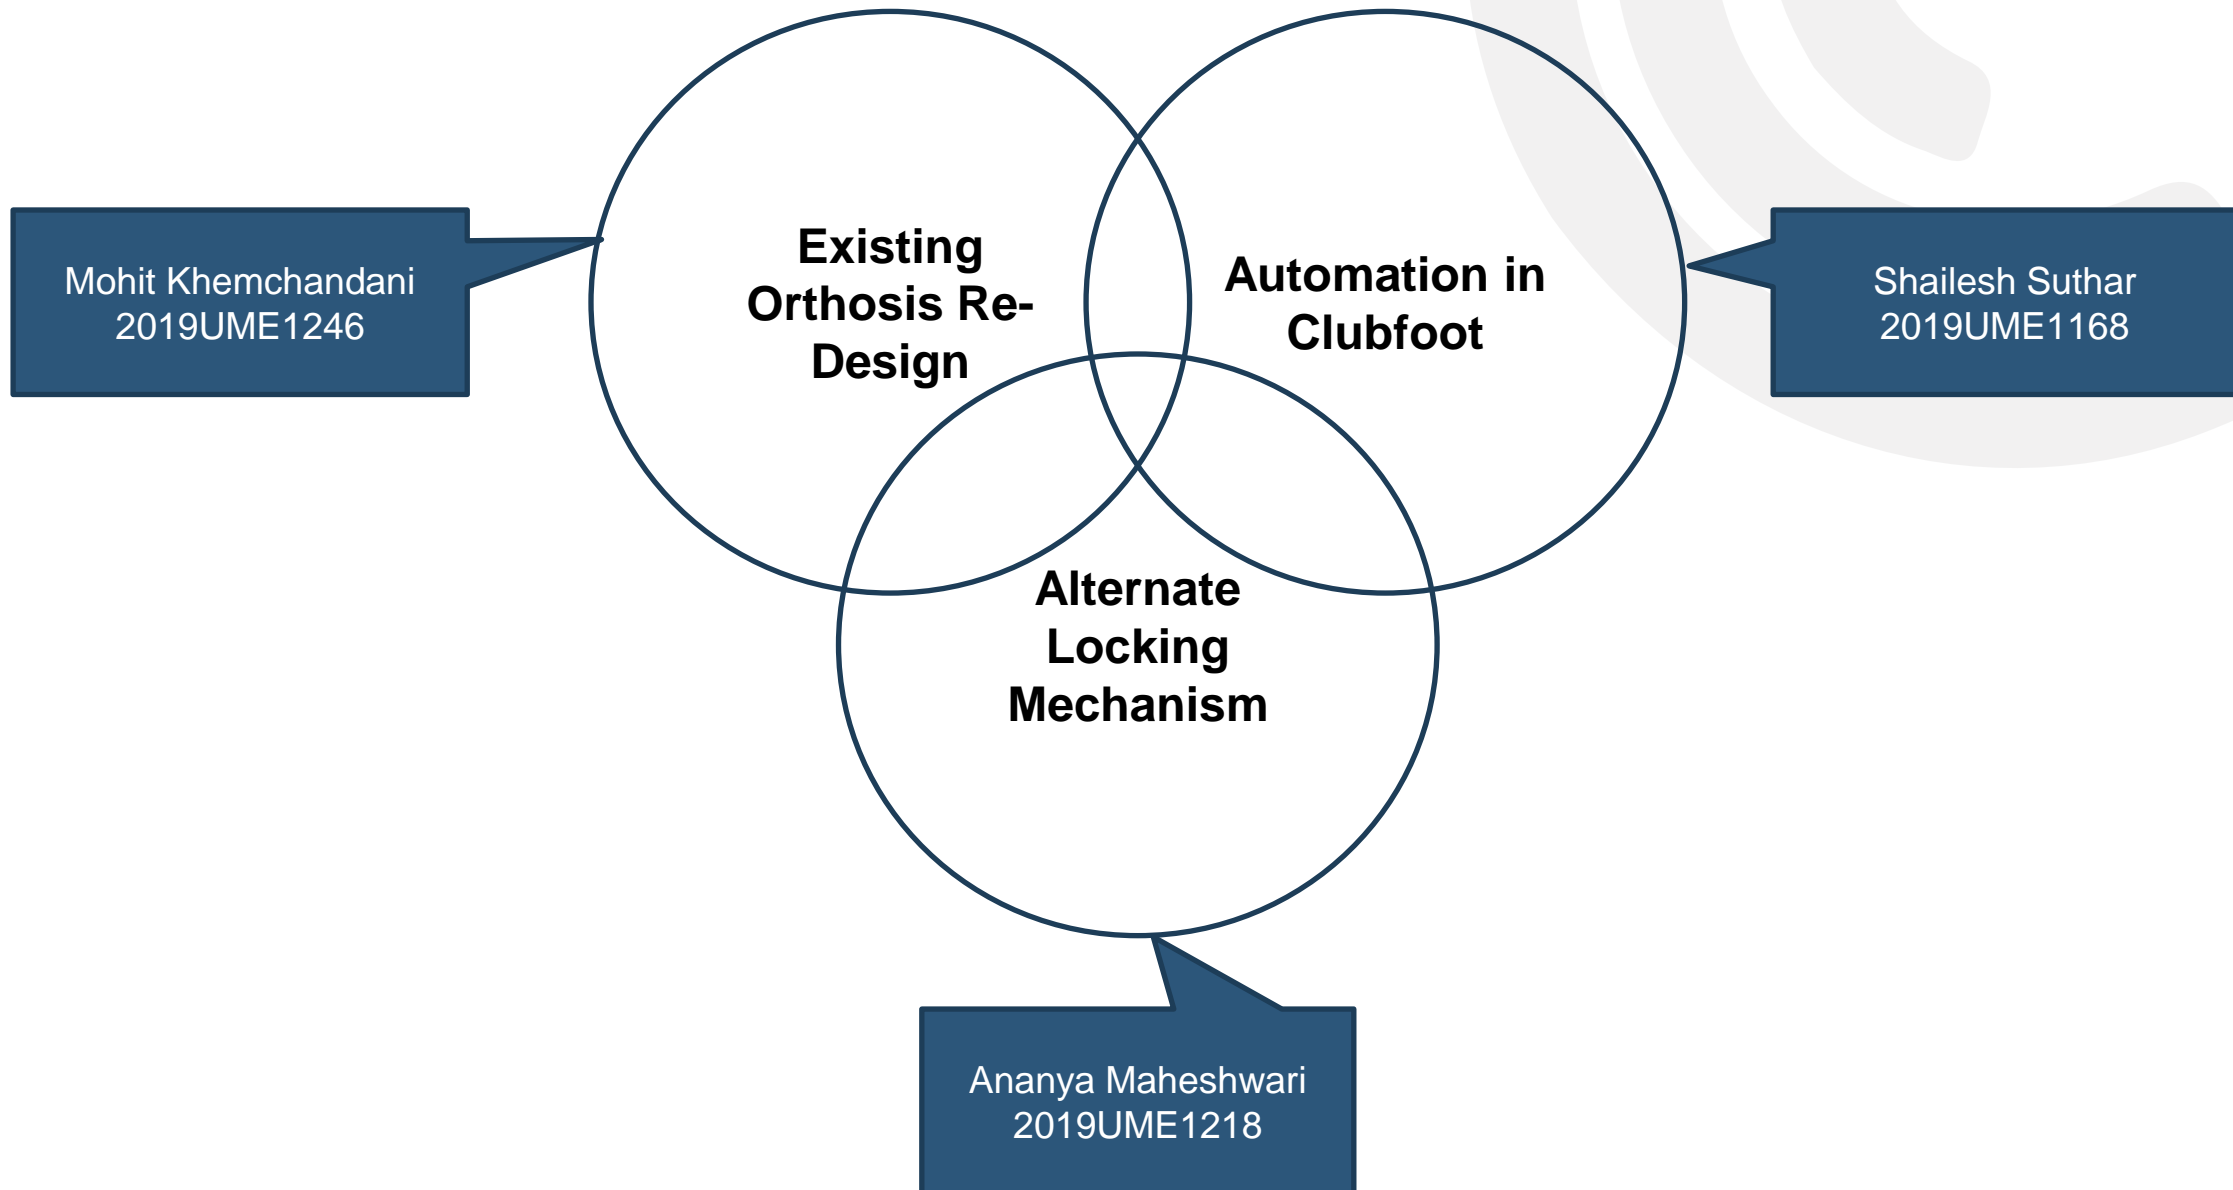 Existing
Orthosis Re-
Design
Automation in
Clubfoot
Mohit Khemchandani
2019UME1246
Shailesh Suthar
2019UME1168
Alternate
Locking
Mechanism
Ananya Maheshwari
2019UME1218